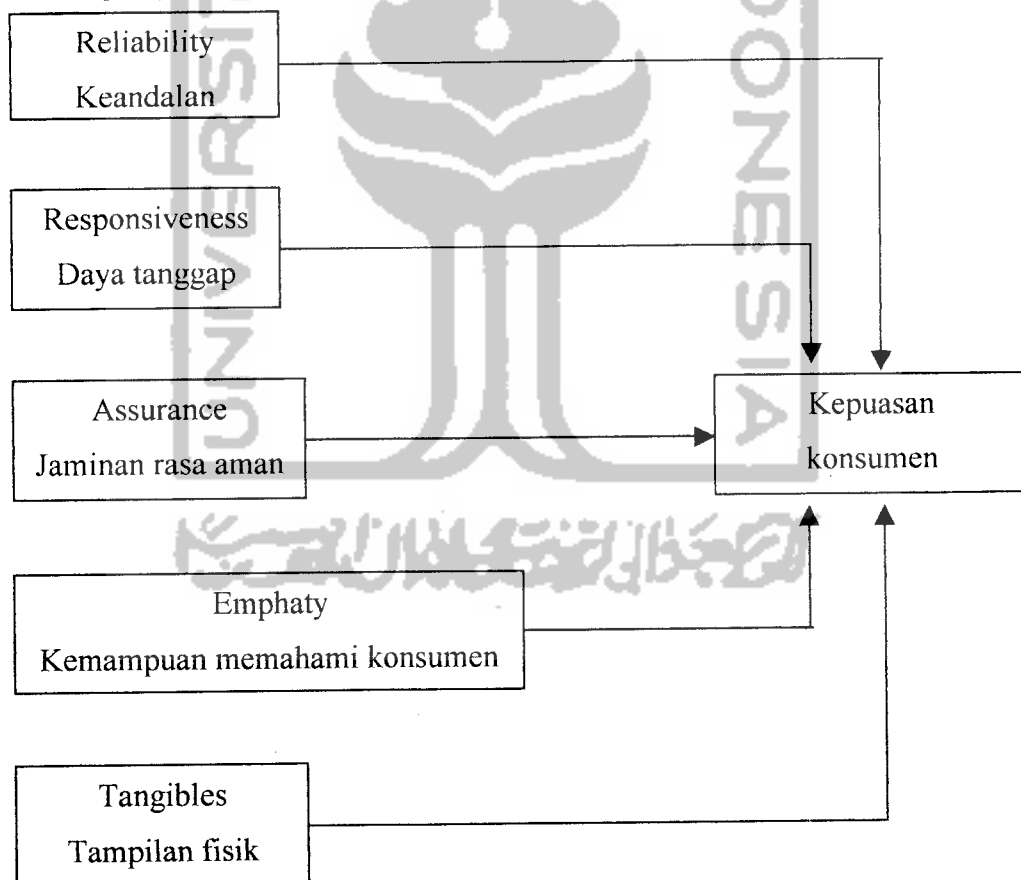 Reliability
Keandalan
Responsiveness
Daya tanggap
Assurance
Jaminan rasa aman
Kepuasan
konsumen
Emphaty
Kemampuan memahami konsumen
Tangibles
Tampilan fisik